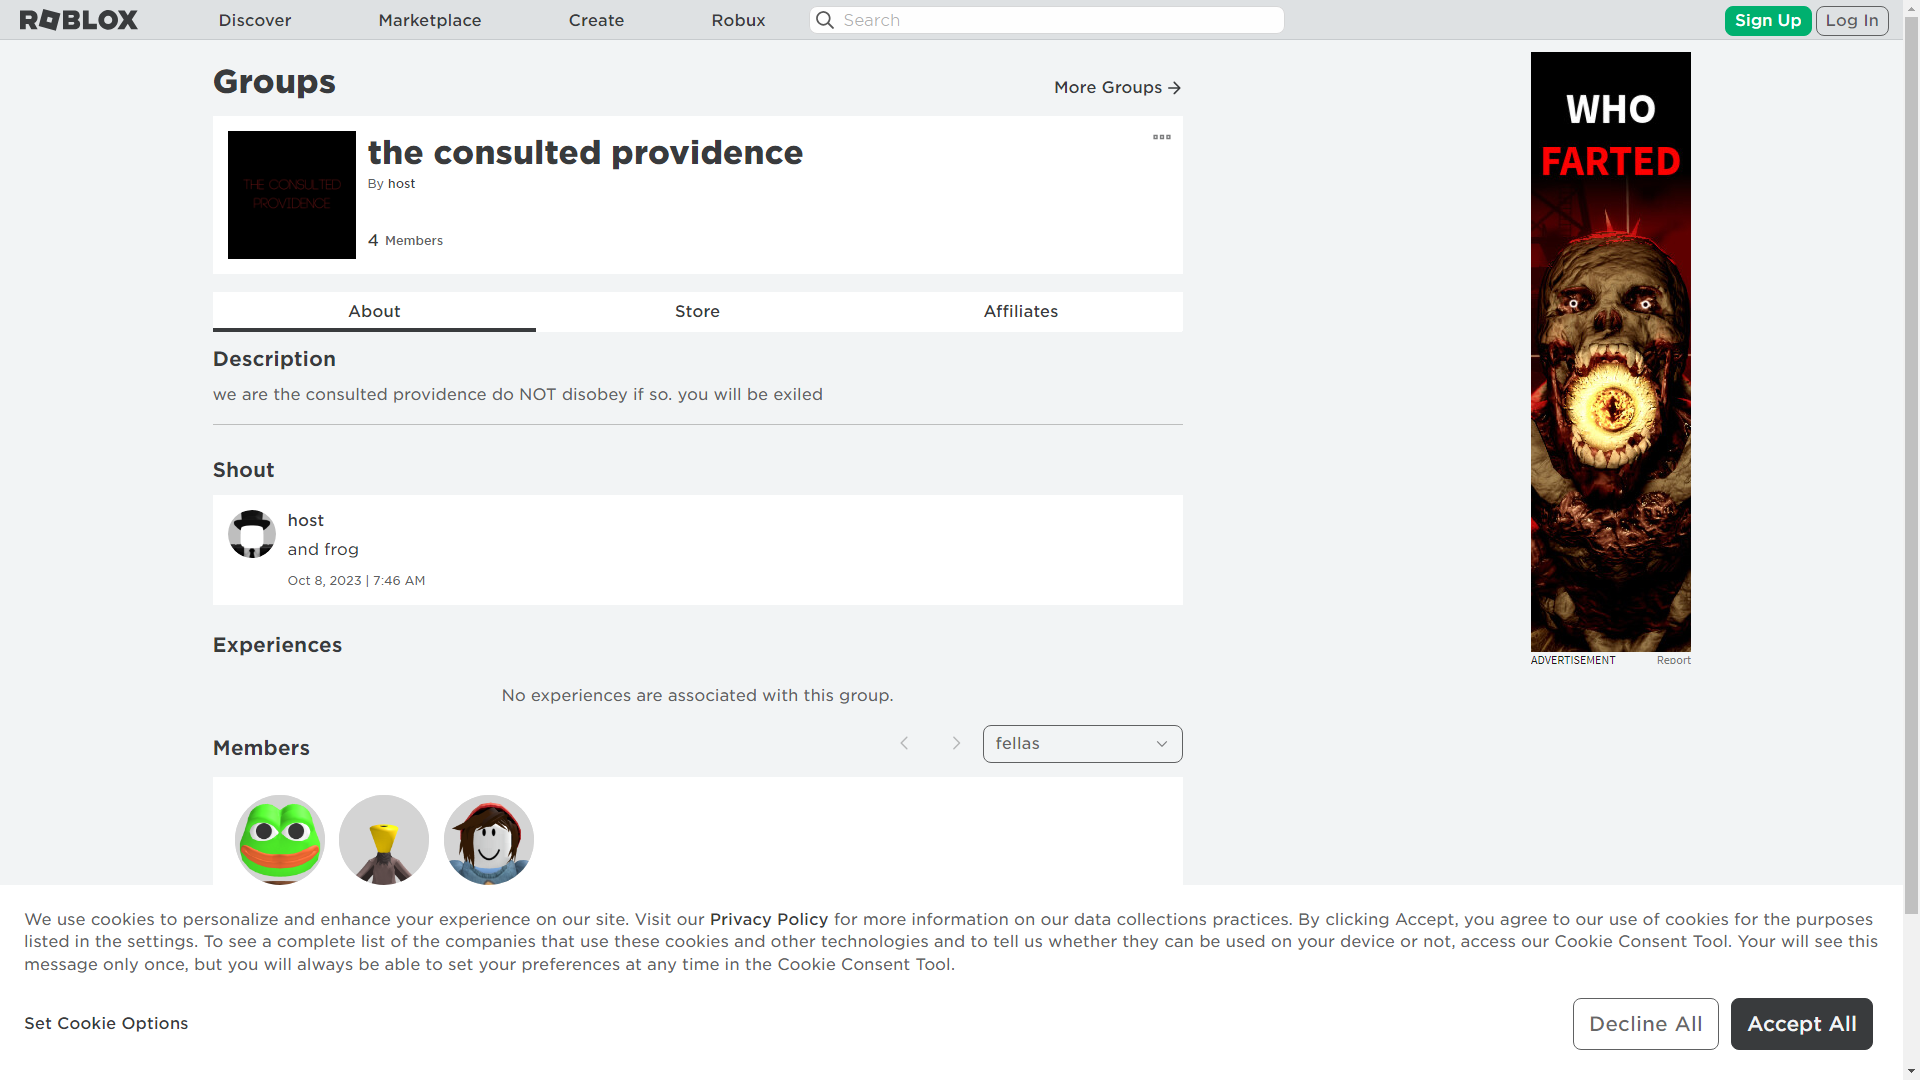 ROBLOX
Discover
Marketplace
Create
Robux
Search
Sign Up
Log In
Groups
More Groups
THE CONSULTED
PROVIDENCE
the consulted providence
By host
4 Members
About
Store
Affiliates
Description
we are the consulted providence do NOT disobey if so. you will be exiled
Shout
host
and frog
Oct 8, 2023 | 7:46 AM
Experiences
No experiences are associated with this group.
Members
fellas
WHO
FARTED
ADVERTISEMENT
Report
We use cookies to personalize and enhance your experience on our site. Visit our Privacy Policy for more information on our data collections practices. By clicking Accept, you agree to our use of cookies for the purposes
listed in the settings. To see a complete list of the companies that use these cookies and other technologies and to tell us whether they can be used on your device or not, access our Cookie Consent Tool. Your will see this
message only once, but you will always be able to set your preferences at any time in the Cookie Consent Tool.
Set Cookie Options
Decline All
Accept All